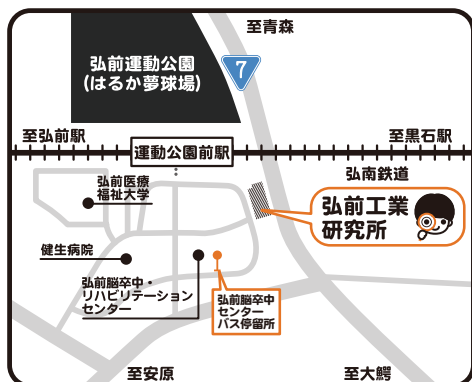 至青森
弘前運動公園
(はるか夢球場)
7
至弘前駅
運動公園前駅
至黒石駅
弘南鉄道
弘前医療
福祉大学
弘前工業
研究所
健生病院
弘前脳卒中・
リハビリテーション
センター
弘前脳卒中
センター
バス停留所
至安原
至大鰐